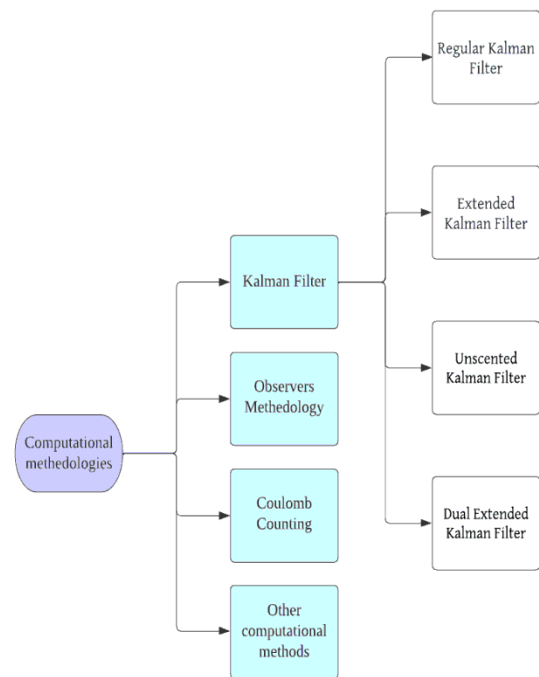 Regular Kalman
Filter
Extended
Kalman Filter
Kalman Filter
Unscented
Kalman Filter
Observers
Methedology
Computational
methedologies
Coulomb
Counting
Dual Extended
Kalman Filter
Other
computational
methods